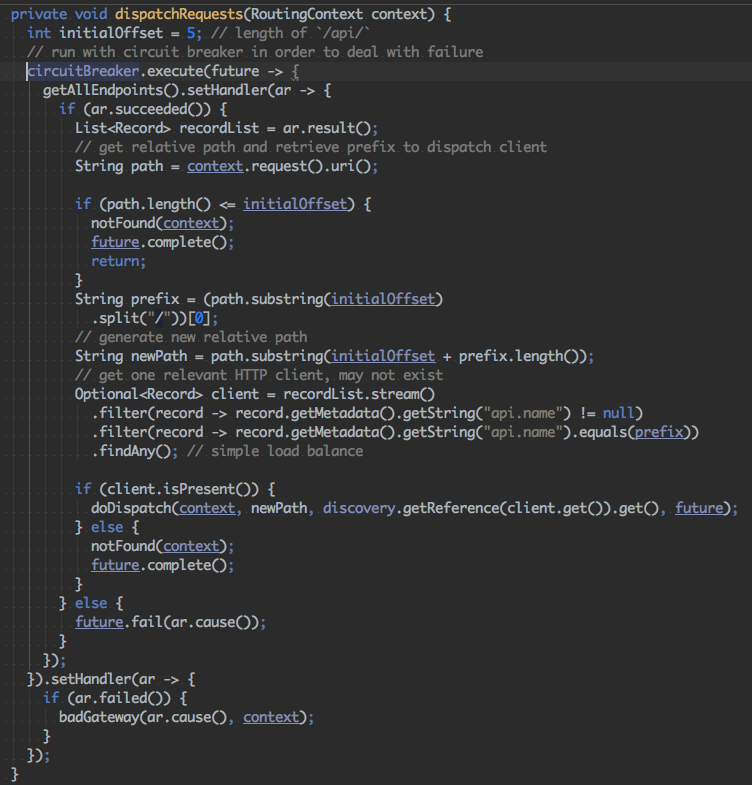 private void dispatchRequests(RoutingContext context) {
int initialOffset = 5; // length of `/api/`
// run with circuit breaker in order to deal with failure
circuitBreaker.execute(future -> {
getAllEndpoints().setHandler(ar -> {
if (ar.succeeded()) {
List<Record> recordList = ar.result();
// get relative path and retrieve prefix to dispatch client
String path = context.request().uri();
if (path.length() <= initialOffset) {
notFound(context);
future.complete();
return;
}
String prefix = (path.substring(initialOffset)
.split("/"))[0];
// generate new relative path
String newPath = path.substring(initialOffset + prefix.length());
// get one relevant HTTP client, may not exist
Optional<Record> client = recordList.stream()
.filter(record -> record.getMetadata().getString("api.name") != null)
.filter(record -> record.getMetadata().getString("api.name").equals(prefix))
.findAny(); // simple load balance
if (client.isPresent()) {
doDispatch(context, newPath, discovery.getReference(client.get()).get(), future);
} else {
notFound(context);
future.complete();
}
} else {
future.fail(ar.cause());
}
});
}).setHandler(ar -> {
if (ar.failed()) {
badGateway(ar.cause(), context);
}
});
}